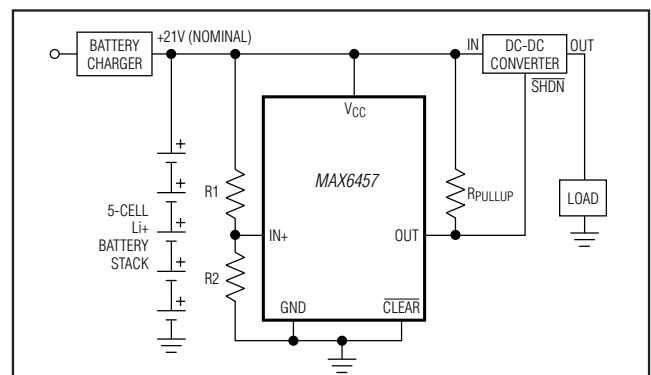 BATTERY
CHARGER
+21V (NOMINAL)
IN
DC-DC
CONVERTER
OUT
SHDN
VCC
MAX6457
R1
RPULLUP
LOAD
5-CELL
Li+
BATTERY
STACK
+
+
+
+
+
IN+
OUT
R2
GND
CLEAR